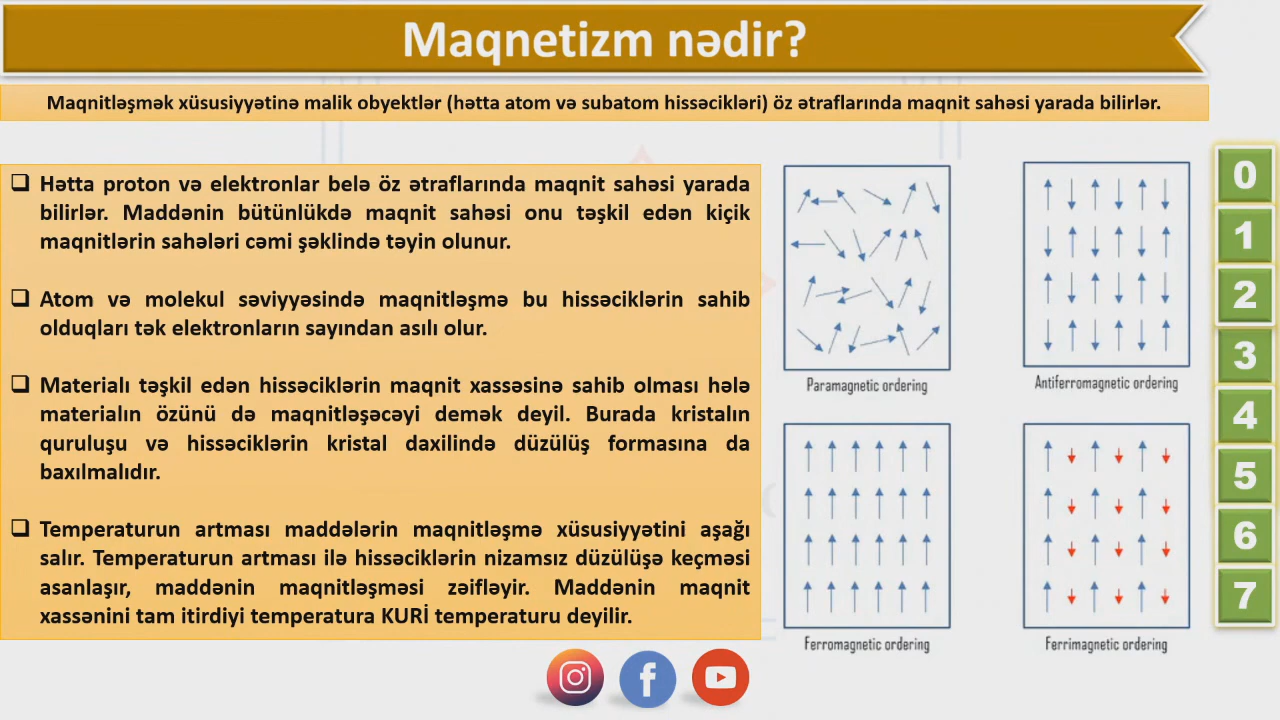 Maqnetizm nədir?
Maqnitləşmək xüsusiyyətinə malik obyektlər (hətta atom və subatom hissəcikləri) öz ətraflarında maqnit sahəsi yarada bilirlər.
Hətta proton və elektronlar belə öz ətraflarında maqnit sahəsi yarada
bilirlər. Maddənin bütünlükdə maqnit sahəsi onu təşkil edən kiçik
maqnitlərin sahələri cəmi şəklində təyin olunur.
Atom və molekul səviyyəsində maqnitləşmə bu hissəciklərin sahib
olduqları tək elektronların sayından asılı olur.
Materialı təşkil edən hissəciklərin maqnit xassəsinə sahib olması hələ
materialın özünü də maqnitləşəcəyi demək deyil. Burada kristalın
quruluşu və hissəciklərin kristal daxilində düzülüş formasına da
baxılmalıdır.
Temperaturun artması maddələrin maqnitləşmə xüsusiyyətini aşağı
salır. Temperaturun artması ilə hissəciklərin nizamsız düzülüşə keçməsi
asanlaşır, maddənin maqnitləşməsi zəifləyir. Maddənin maqnit
xassənini tam itirdiyi temperatura KURİ temperaturu deyilir.
Paramagnetic ordering
Antiferromagnetic ordering
Ferromagnetic ordering
Ferrimagnetic ordering
0
1
2
3
4
5
6
7